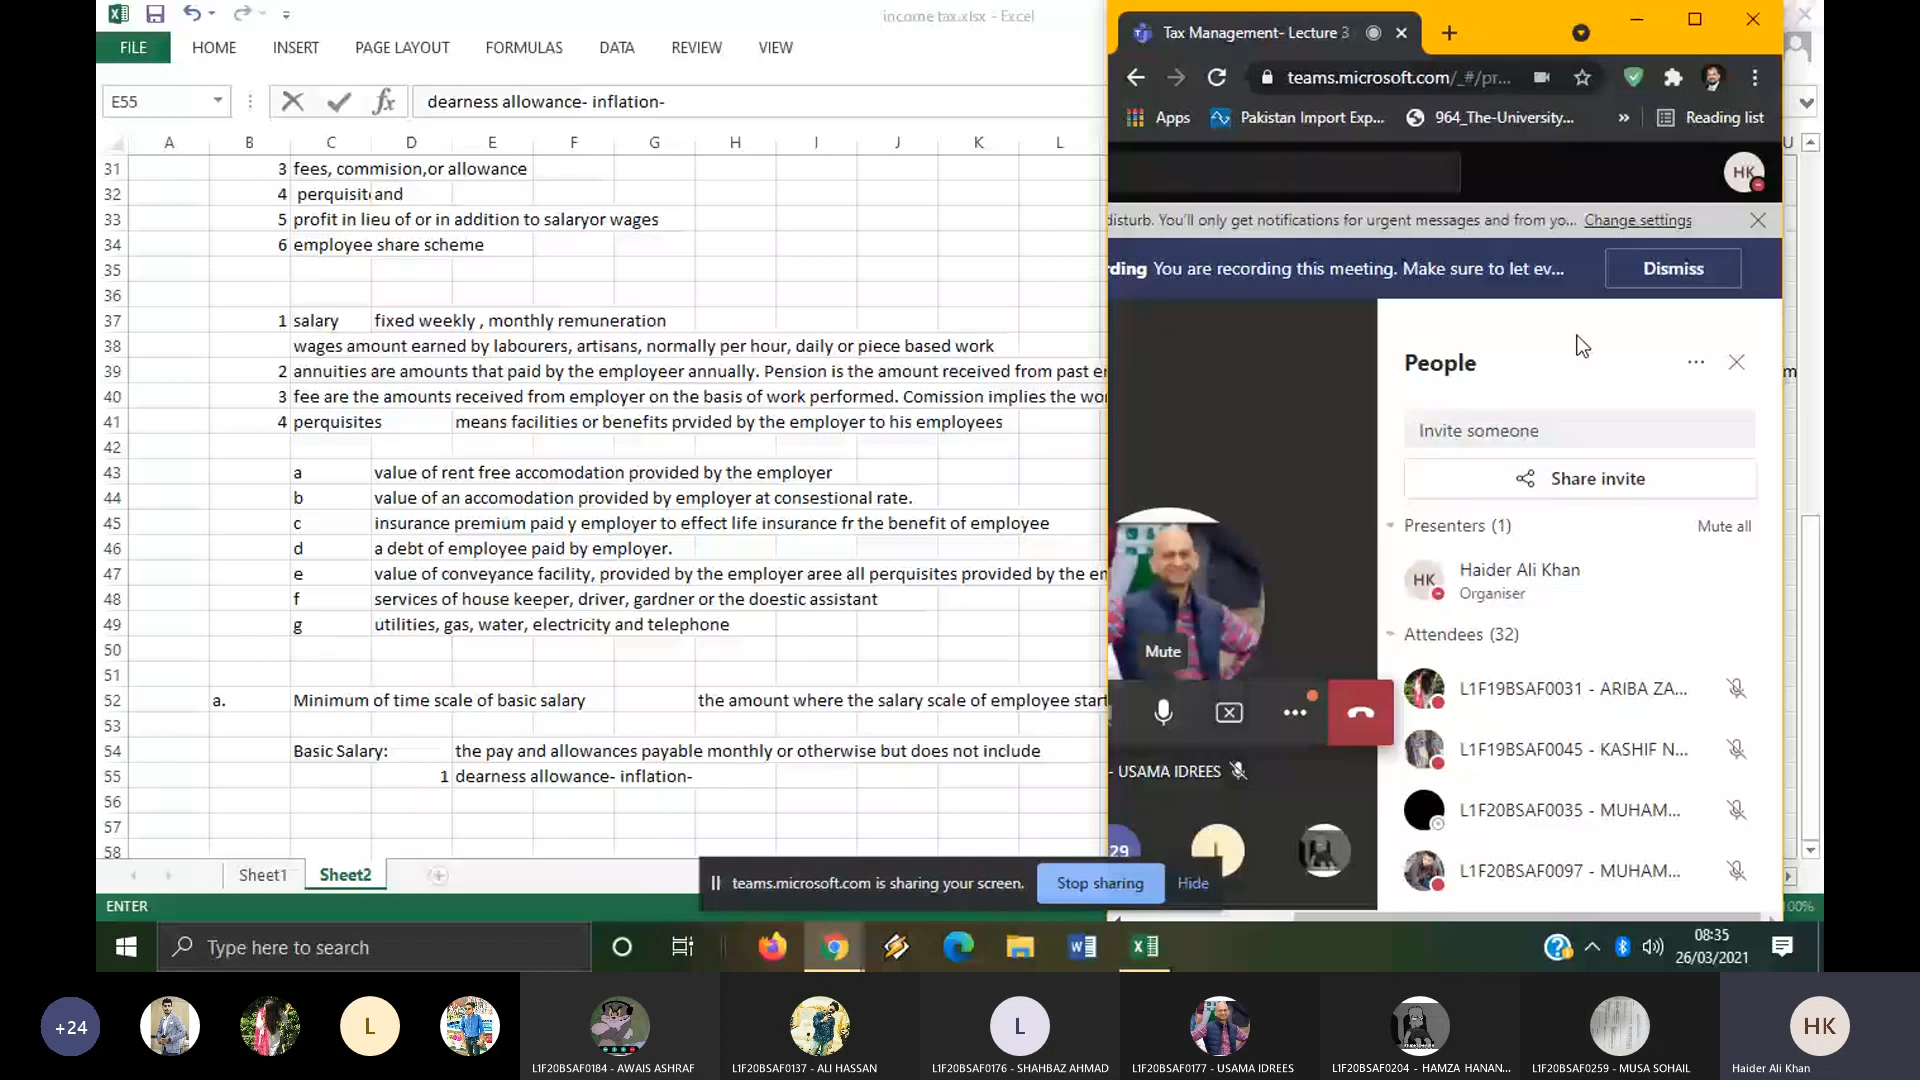 income tax.xlsx - Excel
FILE HOME INSERT PAGE LAYOUT FORMULAS DATA REVIEW VIEW
E55 fx dearness allowance- inflation-
A B C D E F G H I J K L U
31 3 fees, commision,or allowance
32 4 perquisit and
33 5 profit in lieu of or in addition to salaryor wages
34 6 employee share scheme
35
36
37 1 salary fixed weekly , monthly remuneration
38 wages amount earned by labourers, artisans, normally per hour, daily or piece based work
39 2 annuities are amounts that paid by the employeer annually. Pension is the amount received from past e
40 3 fee are the amounts received from employer on the basis of work performed. Comission implies the wo
41 4 perquisites means facilities or benefits prvided by the employer to his employees
42
43 a value of rent free accomodation provided by the employer
44 b value of an accomodation provided by employer at consestional rate.
45 c insurance premium paid y employer to effect life insurance fr the benefit of employee
46 d a debt of employee paid by employer.
47 e value of conveyance facility, provided by the employer aree all perquisites provided by the e
48 f services of house keeper, driver, gardner or the doestic assistant
49 g utilities, gas, water, electricity and telephone
50
51
52 a. Minimum of time scale of basic salary the amount where the salary scale of employee start
53
54 Basic Salary: the pay and allowances payable monthly or otherwise but does not include
55 1 dearness allowance- inflation-
56
57
58
Sheet1 Sheet2
ENTER 100%
Tax Management- Lecture 3
teams.microsoft.com/_#/pr...
Apps Pakistan Import Exp... 964_The-University... » Reading list
HK
disturb. You'll only get notifications for urgent messages and from yo... Change settings
rding You are recording this meeting. Make sure to let ev... Dismiss
People
Invite someone
Share invite
Presenters (1) Mute all
HK Haider Ali Khan
Organiser
Attendees (32)
L1F19BSAF0031 - ARIBA ZA...
L1F19BSAF0045 - KASHIF N...
L1F20BSAF0035 - MUHAM...
L1F20BSAF0097 - MUHAM...
Mute
- USAMA IDREES
29 L
teams.microsoft.com is sharing your screen. Stop sharing Hide
Type here to search
08:35
26/03/2021
+24 L L HK
L1F20BSAF0184 - AWAIS ASHRAF L1F20BSAF0137 - ALI HASSAN L1F20BSAF0176 - SHAHBAZ AHMAD L1F20BSAF0177 - USAMA IDREES L1F20BSAF0204 - HAMZA HANAN... L1F20BSAF0259 - MUSA SOHAIL Haider Ali Khan